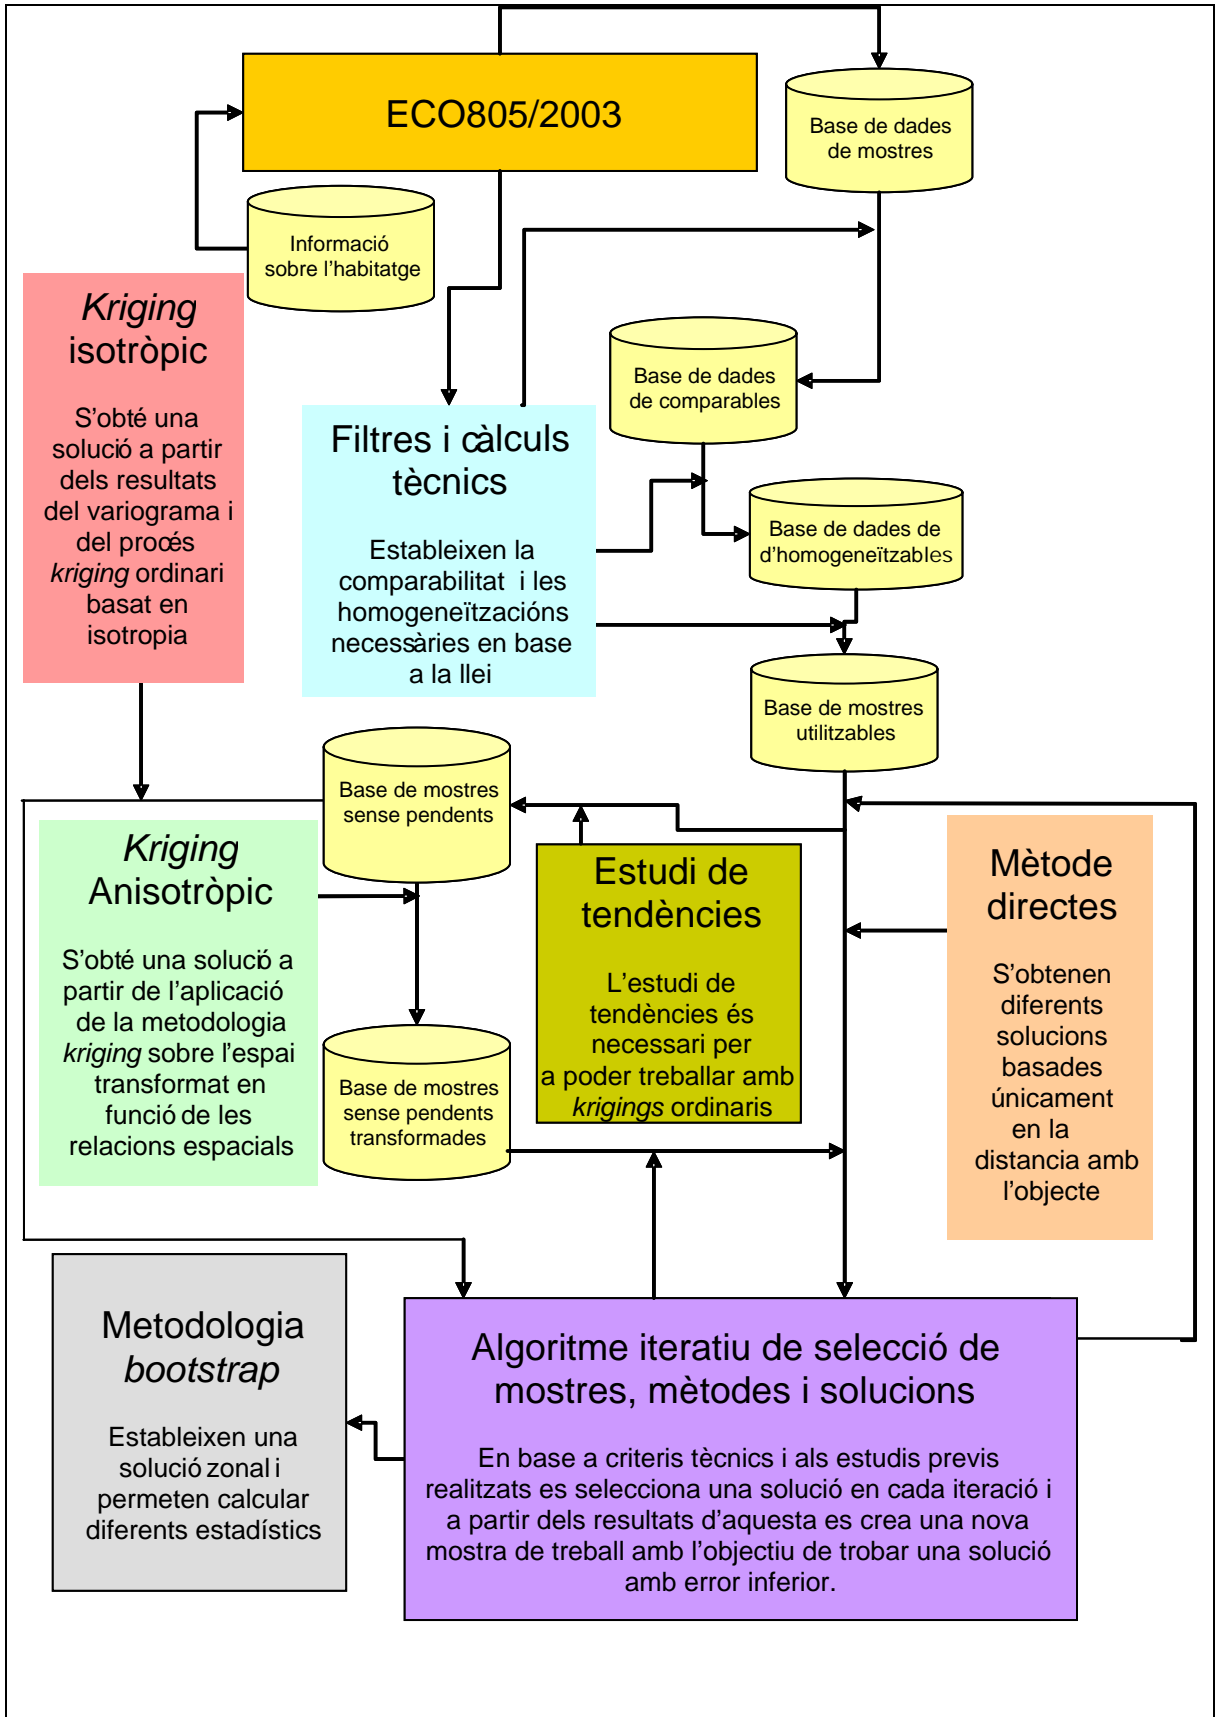 ECO805/2003
Base de dades
de mostres
Informació
sobre l'habitatge
Kriging
isotròpic
S'obté una
solució a partir
dels resultats
del variograma i
del procés
kriging ordinari
basat en
isotropia
Base de dades
de comparables
Filtres i càlculs
tècnics
Estableixen la
comparabilitat i les
homogeneïtzacións
necessàries en base
a la llei
Base de dades de
d'homogeneïtzables
Base de mostres
utilitzables
Base de mostres
sense pendents
Kriging
Anisotròpic
S'obté una solució a
partir de l'aplicació
de la metodologia
kriging sobre l'espai
transformat en
funció de les
relacions espacials
Estudi de
tendències
L'estudi de
tendències és
necessari per
a poder treballar amb
krigings ordinaris
Mètode
directes
S'obtenen
diferents
solucions
basades
únicament
en la
distancia amb
l'objecte
Base de mostres
sense pendents
transformades
Metodologia
bootstrap
Estableixen una
solució zonal i
permeten calcular
diferents estadístics
Algoritme iteratiu de selecció de
mostres, mètodes i solucions
En base a criteris tècnics i als estudis previs
realitzats es selecciona una solució en cada iteració i
a partir dels resultats d'aquesta es crea una nova
mostra de treball amb l'objectiu de trobar una solució
amb error inferior.